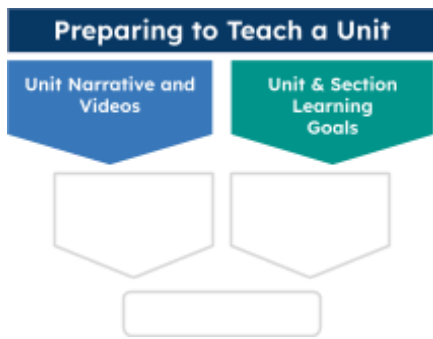 Preparing to Teach a Unit
Unit Narrative and
Videos
Unit & Section
Learning
Goals